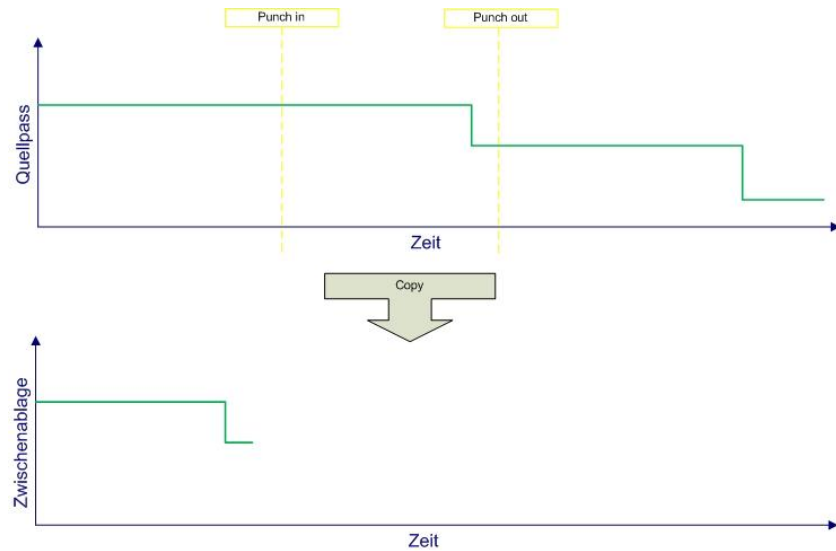 Punch in
Punch out
Quellpass
Zeit
Copy
Zwischenablage
Zeit